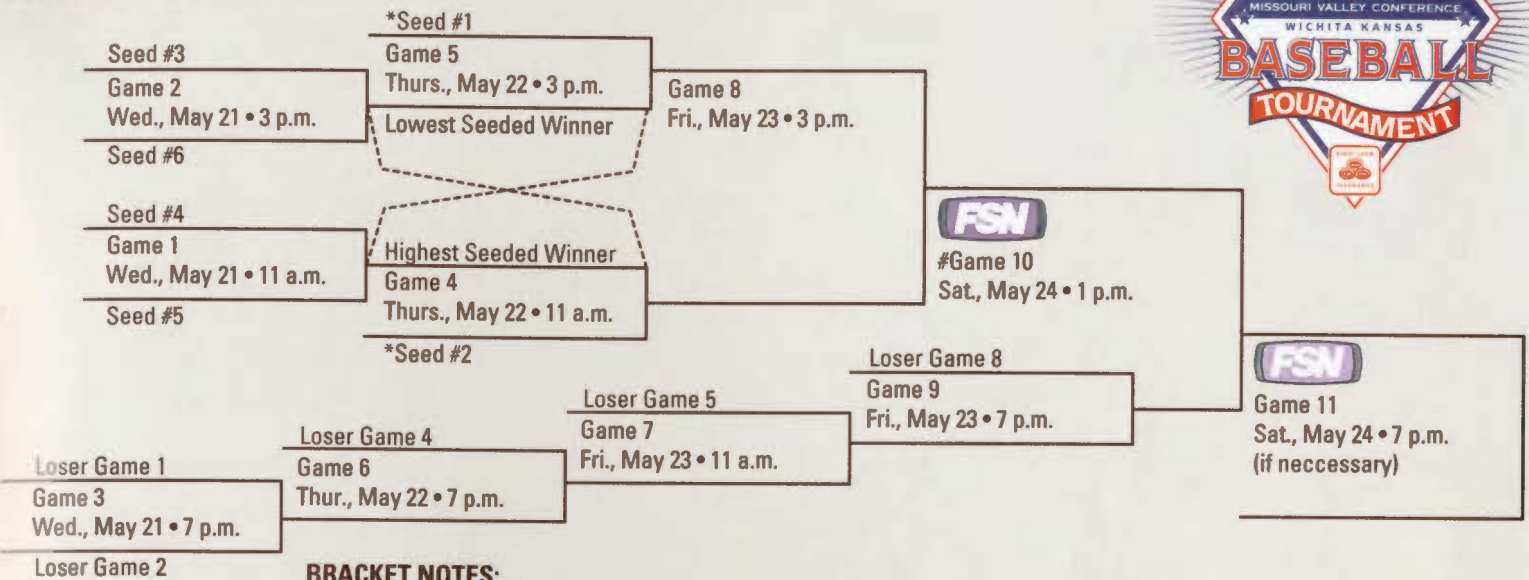 MISSOURI VALLEY CONFERENCE
WICHITA KANSAS
BASEBALL
TOURNAMENT
*Seed #1
Game 5
Thurs., May 22 • 3 p.m.
Lowest Seeded Winner
Seed #3
Game 2
Wed., May 21 • 3 p.m.
Seed #6
Game 8
Fri., May 23 • 3 p.m.
Seed #4
Game 1
Wed., May 21 • 11 a.m.
Seed #5
Highest Seeded Winner
Game 4
Thurs., May 22 • 11 a.m.
*Seed #2
FSN
#Game 10
Sat., May 24 • 1 p.m.
Loser Game 8
Game 9
Fri., May 23 • 7 p.m.
FSN
Game 11
Sat., May 24 • 7 p.m.
(if neccessary)
Loser Game 5
Game 7
Fri., May 23 • 11 a.m.
Loser Game 4
Game 6
Thur., May 22 • 7 p.m.
Loser Game 1
Game 3
Wed., May 21 • 7 p.m.
Loser Game 2
BRACKET NOTES: